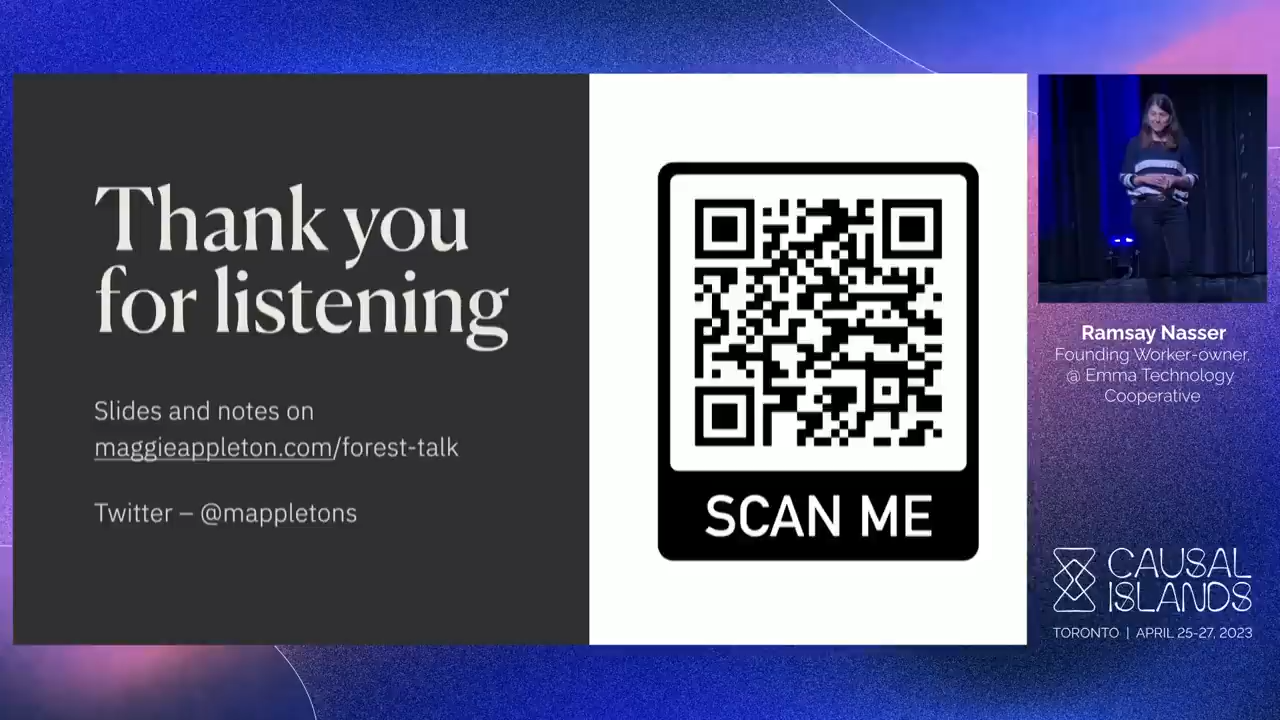 Thank you
for listening
Slides and notes on
maggieappleton.com/forest-talk
Twitter – @mappletons
SCAN ME
Ramsay Nasser
Founding Worker-owner,
@ Emma Technology
Cooperative
CAUSAL
ISLANDS
TORONTO | APRIL 25-27, 2023